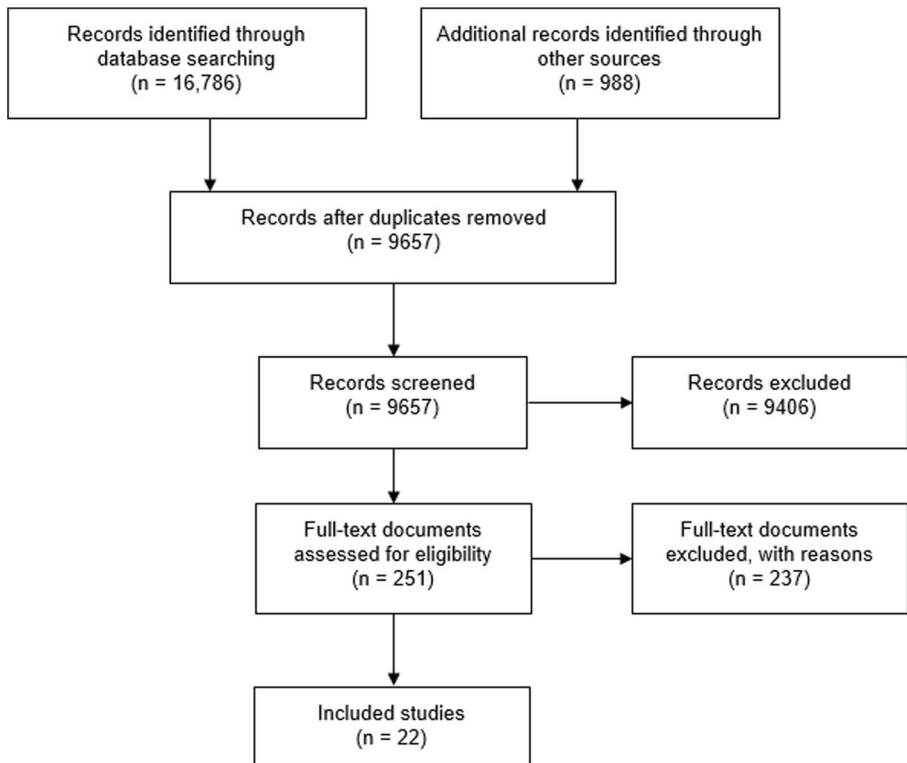 Records identified through
database searching
(n = 16,786)
Additional records identified through
other sources
(n = 988)
Records after duplicates removed
(n = 9657)
Records screened
(n = 9657)
Records excluded
(n = 9406)
Full-text documents
assessed for eligibility
(n = 251)
Full-text documents
excluded, with reasons
(n = 237)
Included studies
(n = 22)